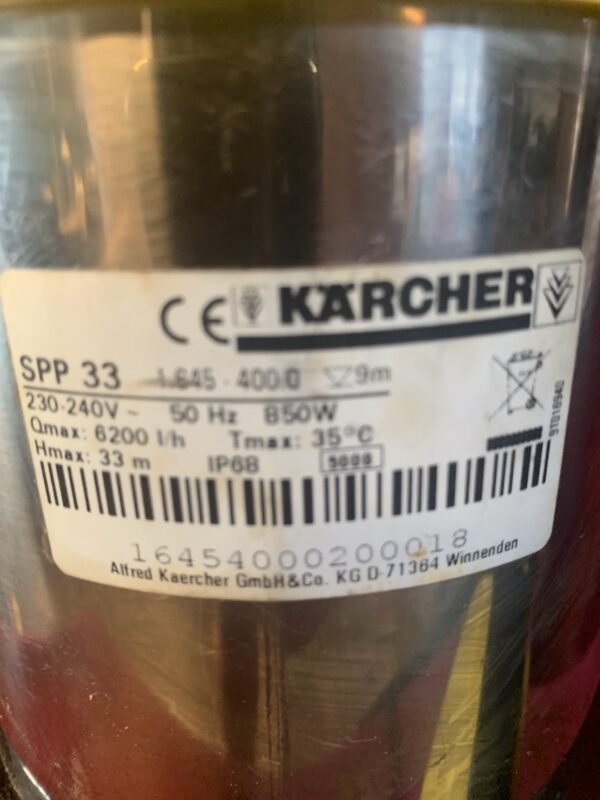 CE KÄRCHER
SPP 33 1.645-400.0 9m
230-240V ~ 50 Hz 850W
Qmax: 6200 l/h Tmax: 35°C
Hmax: 33 m IP68
16454000200018
Alfred Kaercher GmbH&Co. KG D-71364 Winnenden